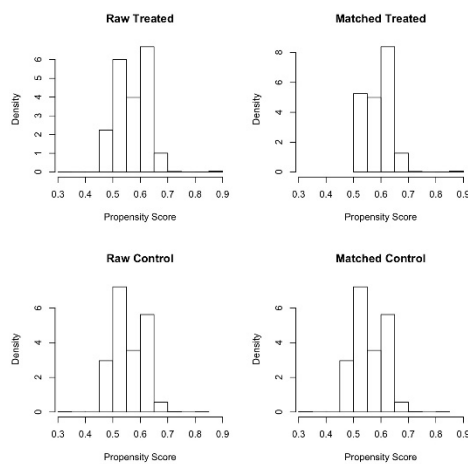 Raw Treated
Density
0 1 2 3 4 5 6
0.3 0.4 0.5 0.6 0.7 0.8 0.9
Propensity Score
Matched Treated
Density
0 2 4 6 8
0.3 0.4 0.5 0.6 0.7 0.8 0.9
Propensity Score
Raw Control
Density
0 2 4 6
0.3 0.4 0.5 0.6 0.7 0.8 0.9
Propensity Score
Matched Control
Density
0 2 4 6
0.3 0.4 0.5 0.6 0.7 0.8 0.9
Propensity Score